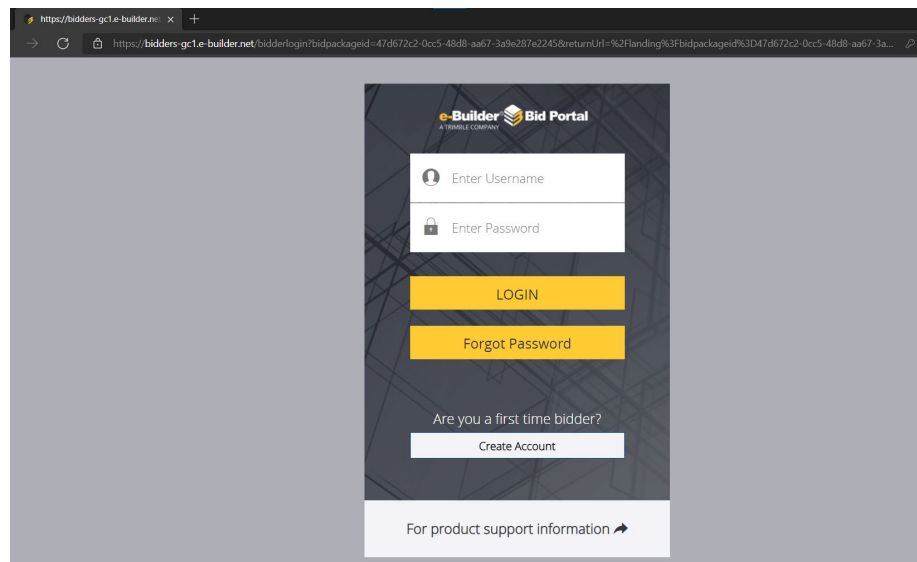 https://bidders-gc1.e-builder.net
https://bidders-gc1.e-builder.net/bidderlogin?bidpackageid=47d672c2-0cc5-48d8-aa67-3a9e287e2245&returnUrl=%2Flanding%3Fbidpackageid%3D47d672c2-0cc5-48d8-aa67-3a...
e-Builder Bid Portal
A TRIMBLE COMPANY
Enter Username
Enter Password
LOGIN
Forgot Password
Are you a first time bidder?
Create Account
For product support information